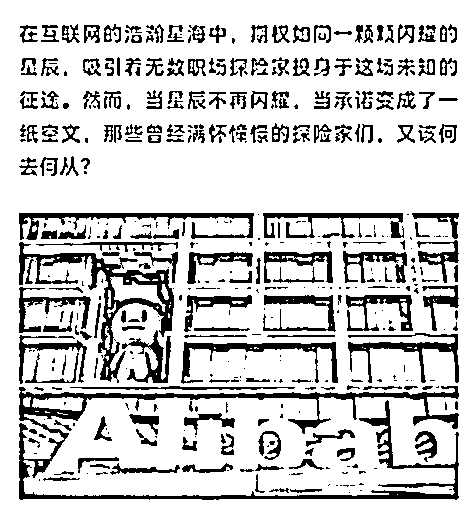 在互联网的浩瀚星海中，期权如同一颗颗闪耀的
星辰，吸引着无数职场探险家投身于这场未知的
征途。然而，当星辰不再闪耀，当承诺变成了一
纸空文，那些曾经满怀憧憬的探险家们，又该何
去何从？
Alibab